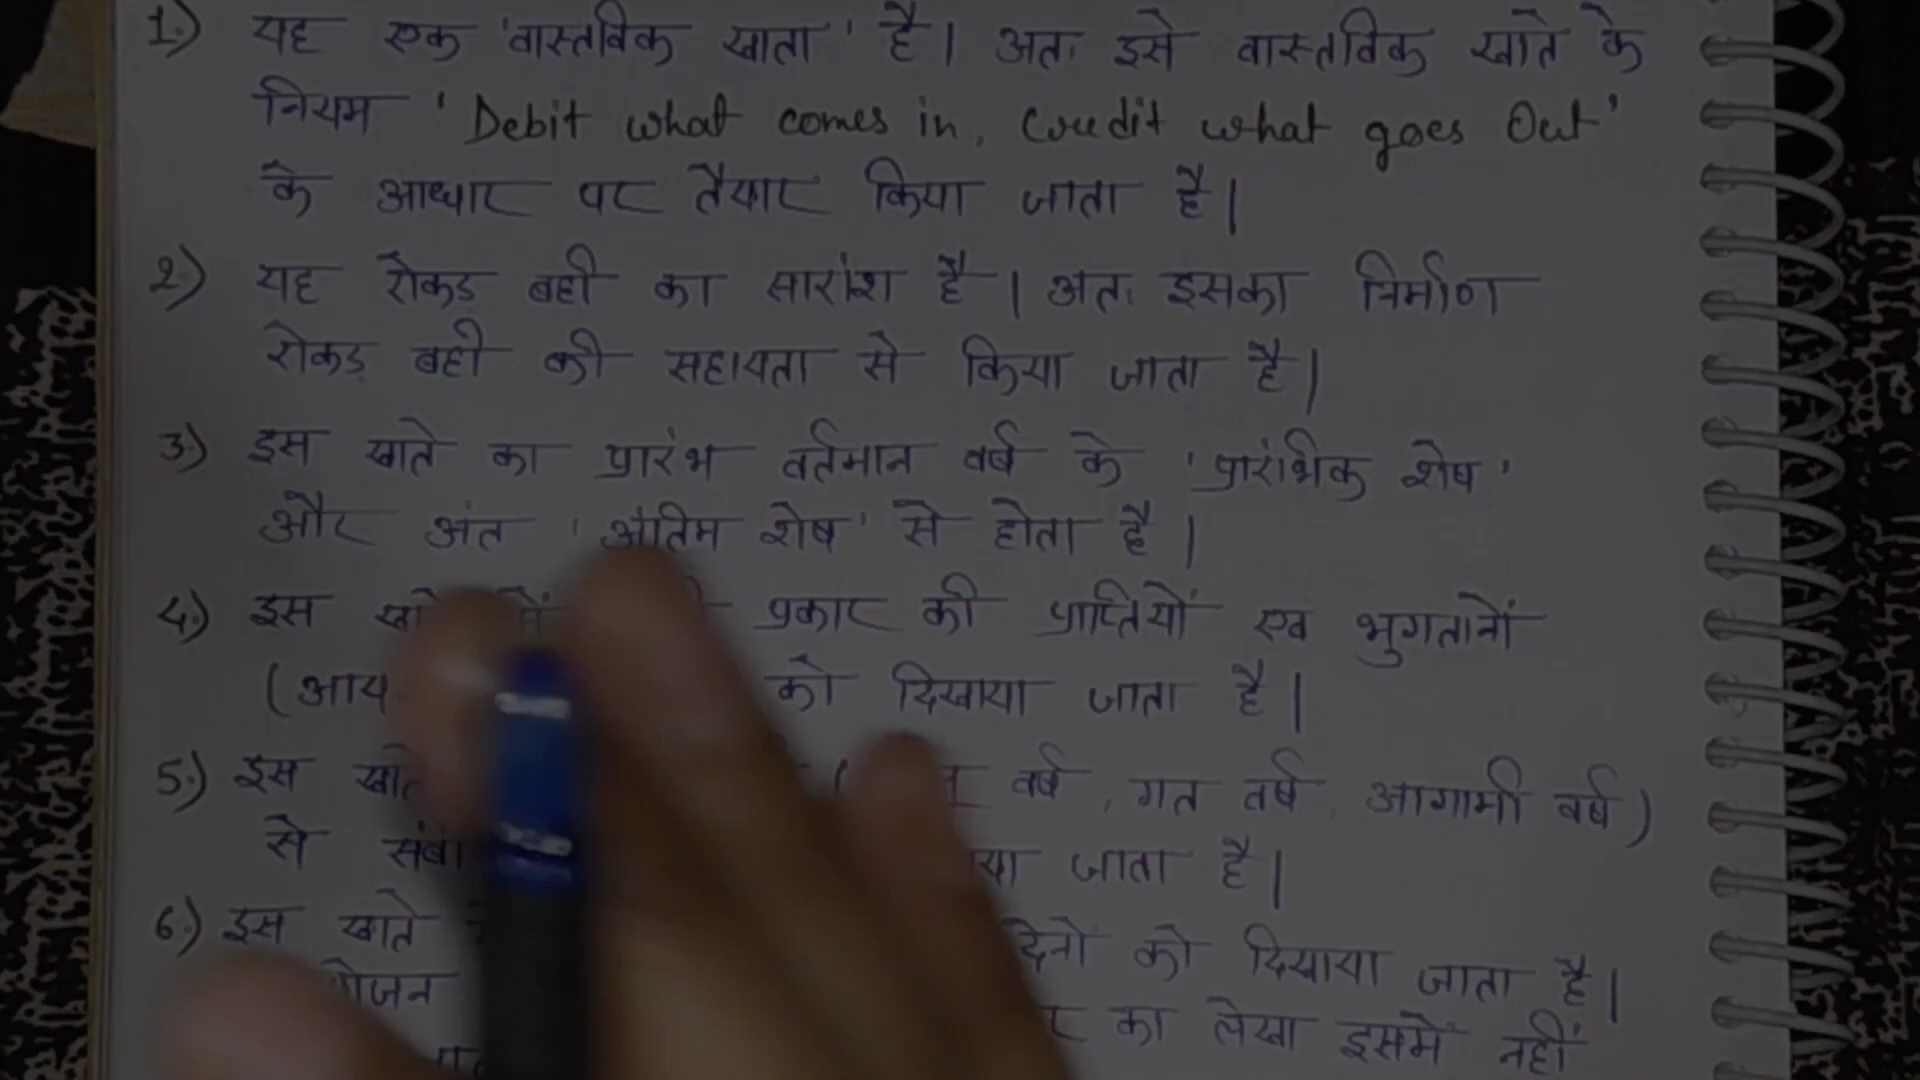 1.) यह एक 'वास्तविक खाता' है। अतः इसे वास्तविक खाते के
नियम 'Debit what comes in, Credit what goes Out'
के आधार पर तैयार किया जाता है।
2.) यह रोकड़ बही का सारांश है। अतः इसका निर्माण
रोकड़ बही की सहायता से किया जाता है।
3.) इस खाते का प्रारंभ वर्तमान वर्ष के 'प्रारंभिक शेष'
और अंत 'अंतिम शेष' से होता है।
4.) इस प्रकार की प्राप्तियों एवं भुगतानों
(आय को दिखाया जाता है।
5.) इस खाते वर्ष, गत वर्ष, आगामी वर्ष)
से जाता है।
6.) इस खाते को दिखाया जाता है।
का लेखा इसमें नहीं